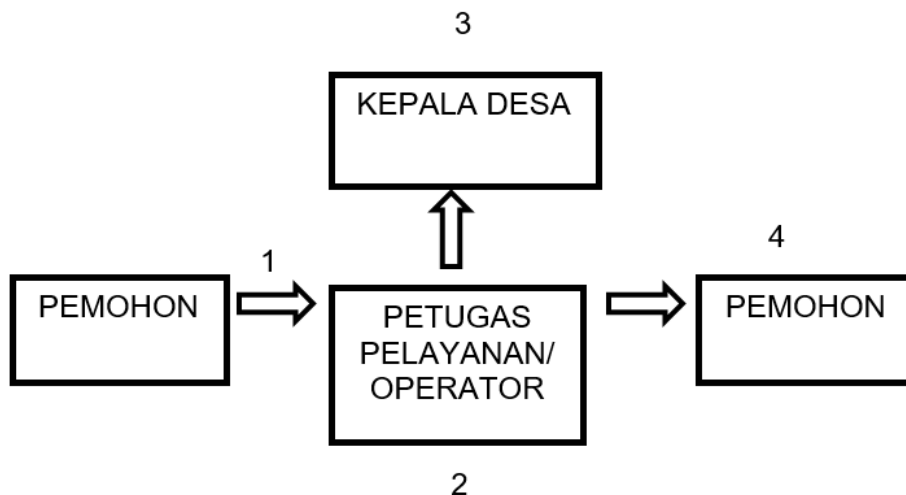 3
KEPALA DESA
1
4
PEMOHON
PETUGAS
PELAYANAN/
OPERATOR
PEMOHON
2